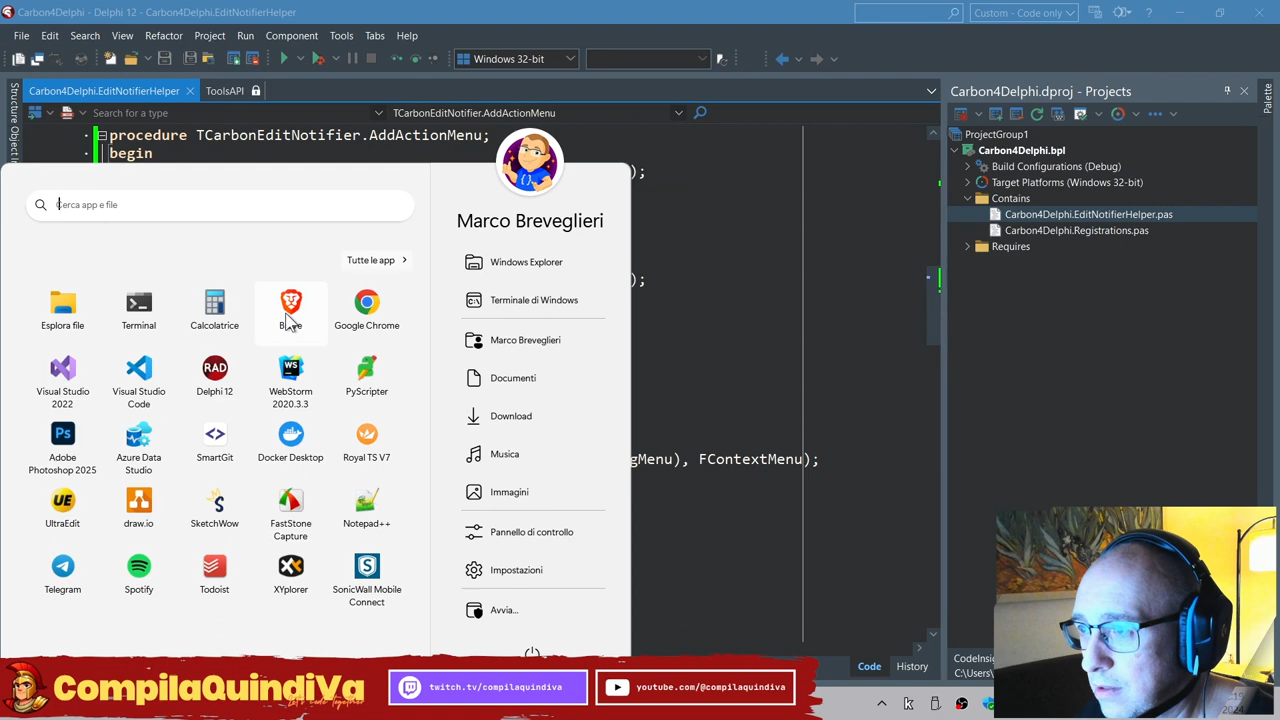 Carbon4Delphi - Delphi 12 - Carbon4Delphi.EditNotifierHelper
Custom - Code only
File Edit Search View Refactor Project Run Component Tools Tabs Help
Windows 32-bit
Carbon4Delphi.EditNotifierHelper
ToolsAPI
Search for a type
TCarbonEditNotifier.AddActionMenu
Structure
procedure TCarbonEditNotifier.AddActionMenu;
begin
);
);
gMenu), FContextMenu);
Cerca app e file
Tutte le app
Esplora file
Terminal
Calcolatrice
Google Chrome
Visual Studio 2022
Visual Studio Code
Delphi 12
WebStorm 2020.3.3
PyScripter
Adobe Photoshop 2025
Azure Data Studio
SmartGit
Docker Desktop
Royal TS V7
UltraEdit
draw.io
SketchWow
FastStone Capture
Notepad++
Telegram
Spotify
Todoist
XYplorer
SonicWall Mobile Connect
Marco Breveglieri
Windows Explorer
Terminale di Windows
Marco Breveglieri
Documenti
Download
Musica
Immagini
Pannello di controllo
Impostazioni
Avvia...
Carbon4Delphi.dproj - Projects
Palette
ProjectGroup1
Carbon4Delphi.bpl
Build Configurations (Debug)
Target Platforms (Windows 32-bit)
Contains
Carbon4Delphi.EditNotifierHelper.pas
Carbon4Delphi.Registrations.pas
Requires
Code
History
CompilaQuindiVa
Let's Code Together
twitch.tv/compilaquindiva
youtube.com/@compilaquindiva